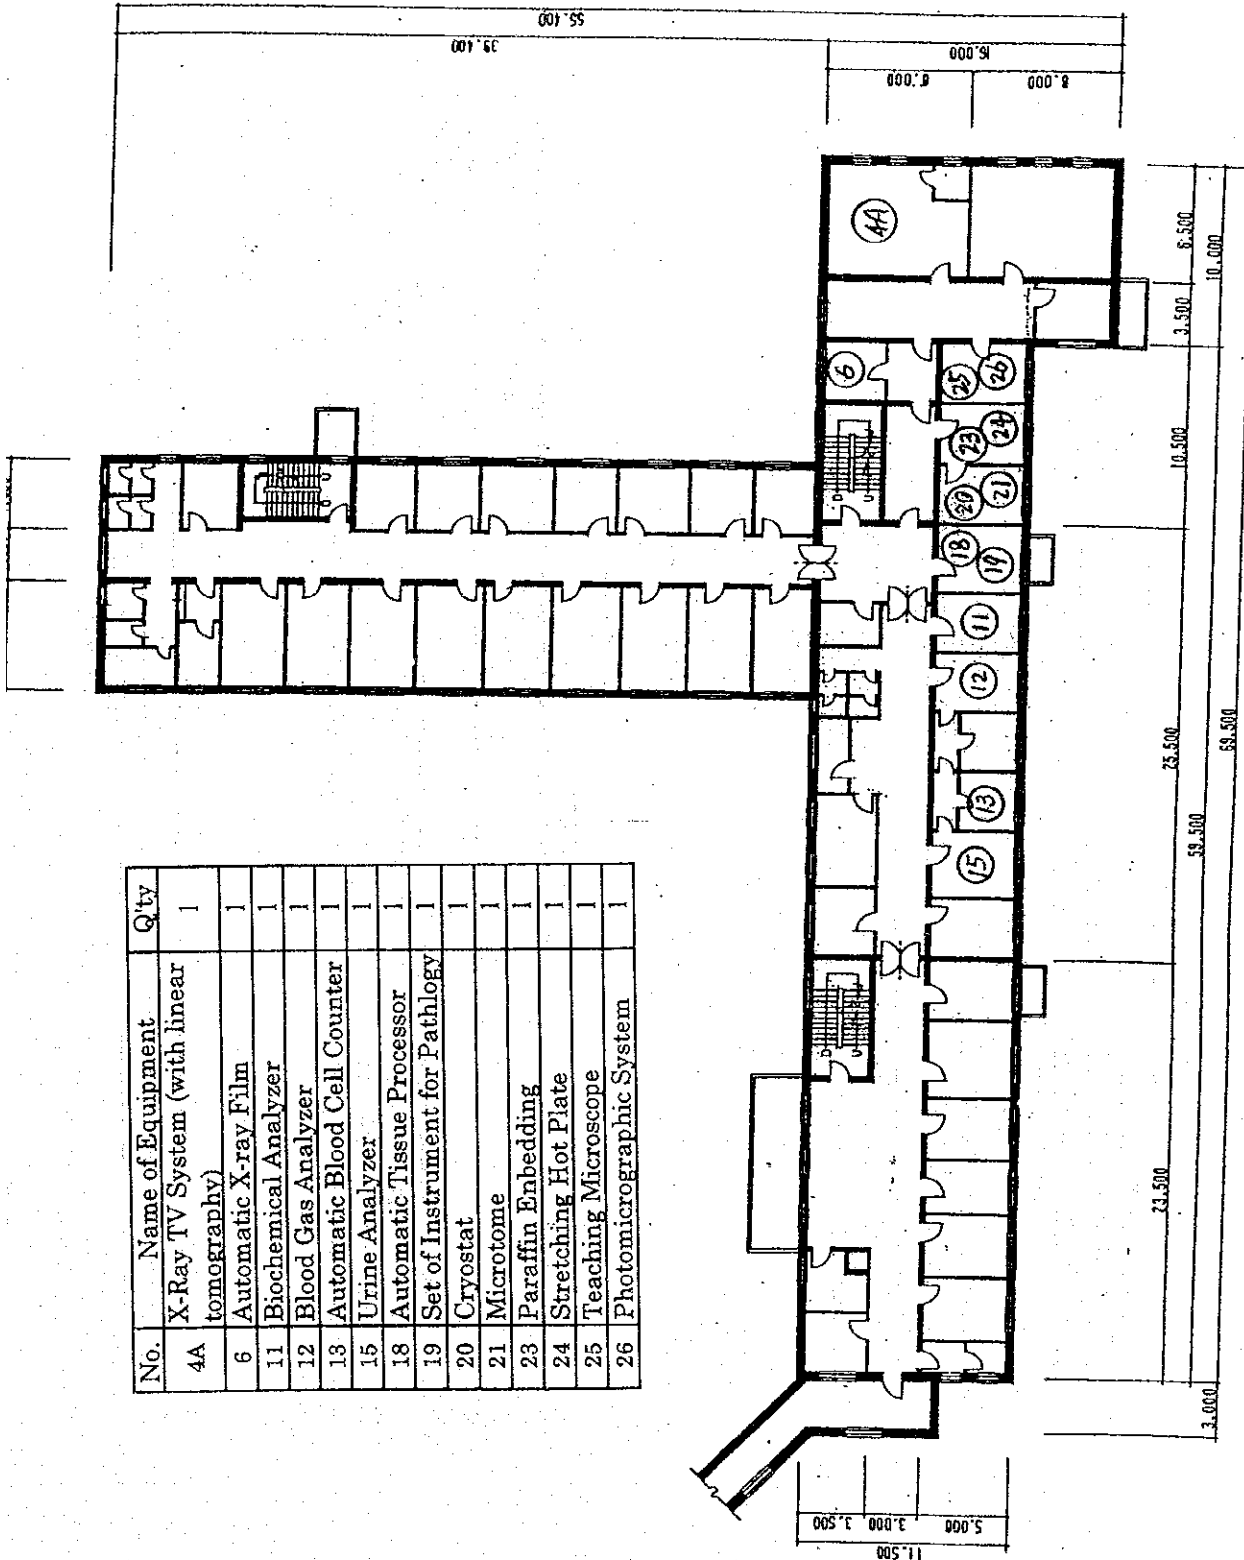 No. Name of Equipment Q'ty
4A X-Ray TV System (with linear tomography) 1
6 Automatic X-ray Film 1
11 Biochemical Analyzer 1
12 Blood Gas Analyzer 1
13 Automatic Blood Cell Counter 1
15 Urine Analyzer 1
18 Automatic Tissue Processor 1
19 Set of Instrument for Pathlogy 1
20 Cryostat 1
21 Microtome 1
23 Paraffin Enbedding 1
24 Stretching Hot Plate 1
25 Teaching Microscope 1
26 Photomicrographic System 1
55.400
39.400
16.000
8.000
8.000
4A
6
25
26
23
24
20
21
18
19
11
12
13
15
6.500
3.500
10.000
10.500
25.500
23.500
59.500
69.500
3.000
3.500
3.000
5.000
11.500